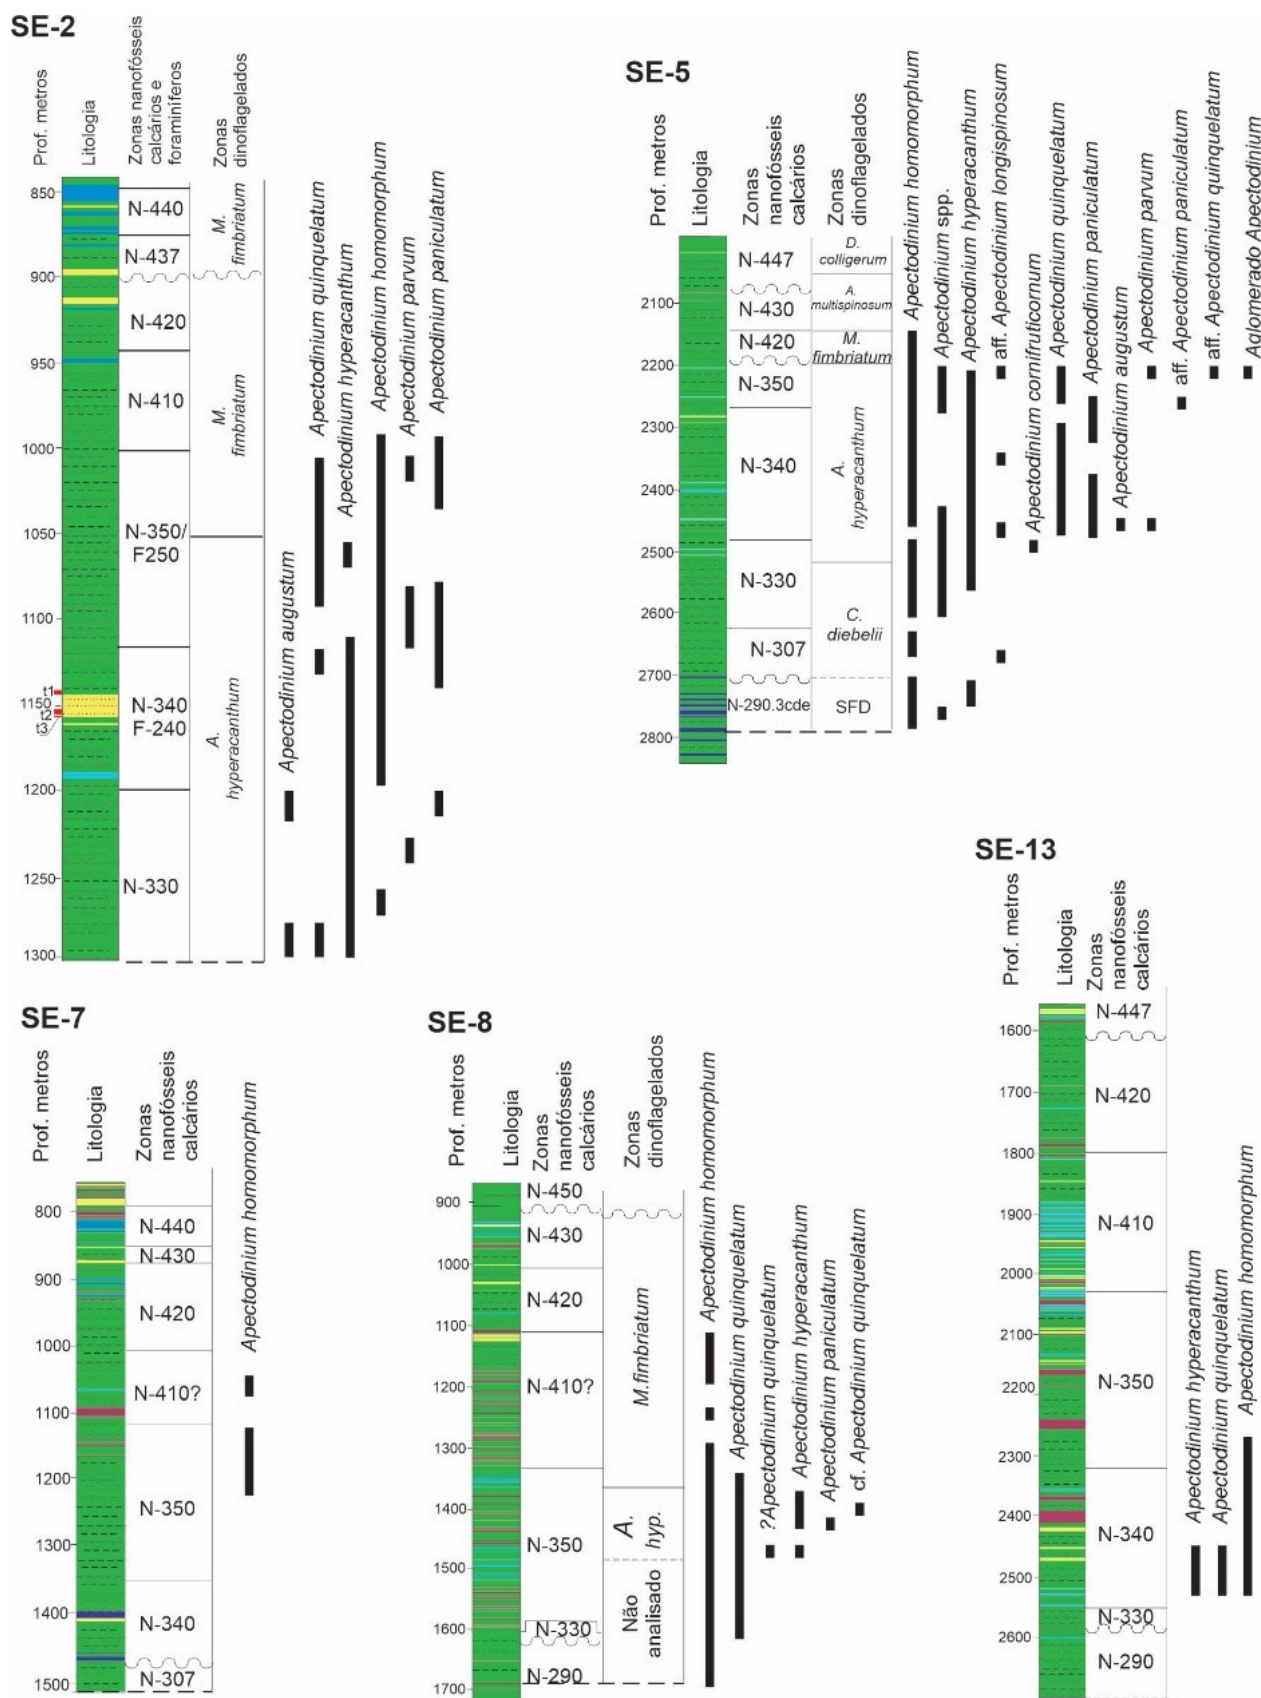 SE-2
Prof. metros
Litologia
Zonas nanofósseis
calcários e
foraminíferos
Zonas
dinoflagelados
850
900
950
1000
1050
1100
t1
1150
t2
t3
1200
1250
1300
N-440
N-437
N-420
N-410
N-350/
F250
N-340
F-240
N-330
M.
fimbriatum
M.
fimbriatum
A.
hyperacanthum
Apectodinium augustum
Apectodinium quinquelatum
Apectodinium hyperacanthum
Apectodinium homomorphum
Apectodinium parvum
Apectodinium paniculatum
SE-5
Prof. metros
Litologia
Zonas
nanofósseis
calcários
Zonas
dinoflagelados
2100
2200
2300
2400
2500
2600
2700
2800
N-447
N-430
N-420
N-350
N-340
N-330
N-307
N-290.3cde
D.
colligerum
A.
multispinosum
M.
fimbriatum
A.
hyperacanthum
C.
diebelii
SFD
Apectodinium homomorphum
Apectodinium spp.
Apectodinium hyperacanthum
aff. Apectodinium longispinosum
Apectodinium cornifruticornum
Apectodinium quinquelatum
Apectodinium paniculatum
Apectodinium augustum
Apectodinium parvum
aff. Apectodinium paniculatum
aff. Apectodinium quinquelatum
Aglomerado Apectodinium
SE-7
Prof. metros
Litologia
Zonas
nanofósseis
calcários
800
900
1000
1100
1200
1300
1400
1500
N-440
N-430
N-420
N-410?
N-350
N-340
N-307
Apectodinium homomorphum
SE-8
Prof. metros
Litologia
Zonas
nanofósseis
calcários
Zonas
dinoflagelados
900
1000
1100
1200
1300
1400
1500
1600
1700
N-450
N-430
N-420
N-410?
N-350
N-330
N-290
M.fimbriatum
A.
hyp.
Não
analisado
Apectodinium homomorphum
Apectodinium quinquelatum
?Apectodinium quinquelatum
Apectodinium hyperacanthum
Apectodinium paniculatum
cf. Apectodinium quinquelatum
SE-13
Prof. metros
Litologia
Zonas
nanofósseis
calcários
1600
1700
1800
1900
2000
2100
2200
2300
2400
2500
2600
N-447
N-420
N-410
N-350
N-340
N-330
N-290
Apectodinium hyperacanthum
Apectodinium quinquelatum
Apectodinium homomorphum